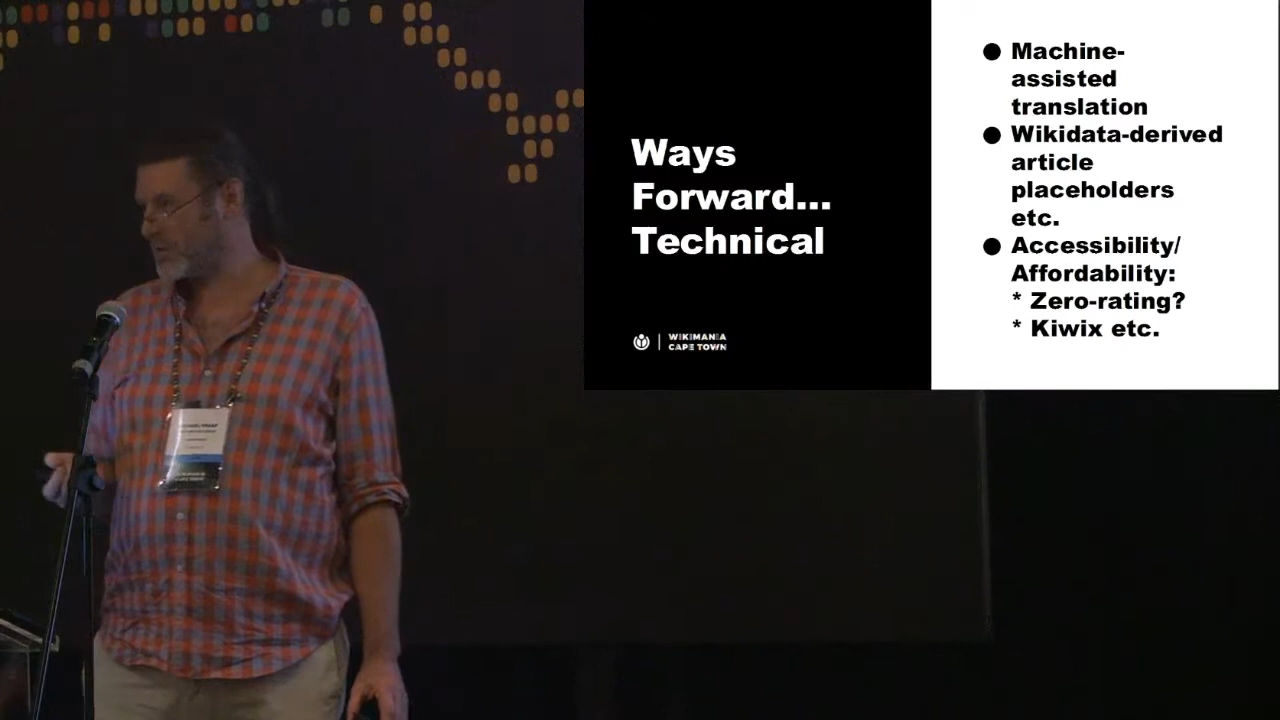 Ways
Forward...
Technical
WIKIMANIA
CAPE TOWN
● Machine-
assisted
translation
● Wikidata-derived
article
placeholders
etc.
● Accessibility/
Affordability:
* Zero-rating?
* Kiwix etc.